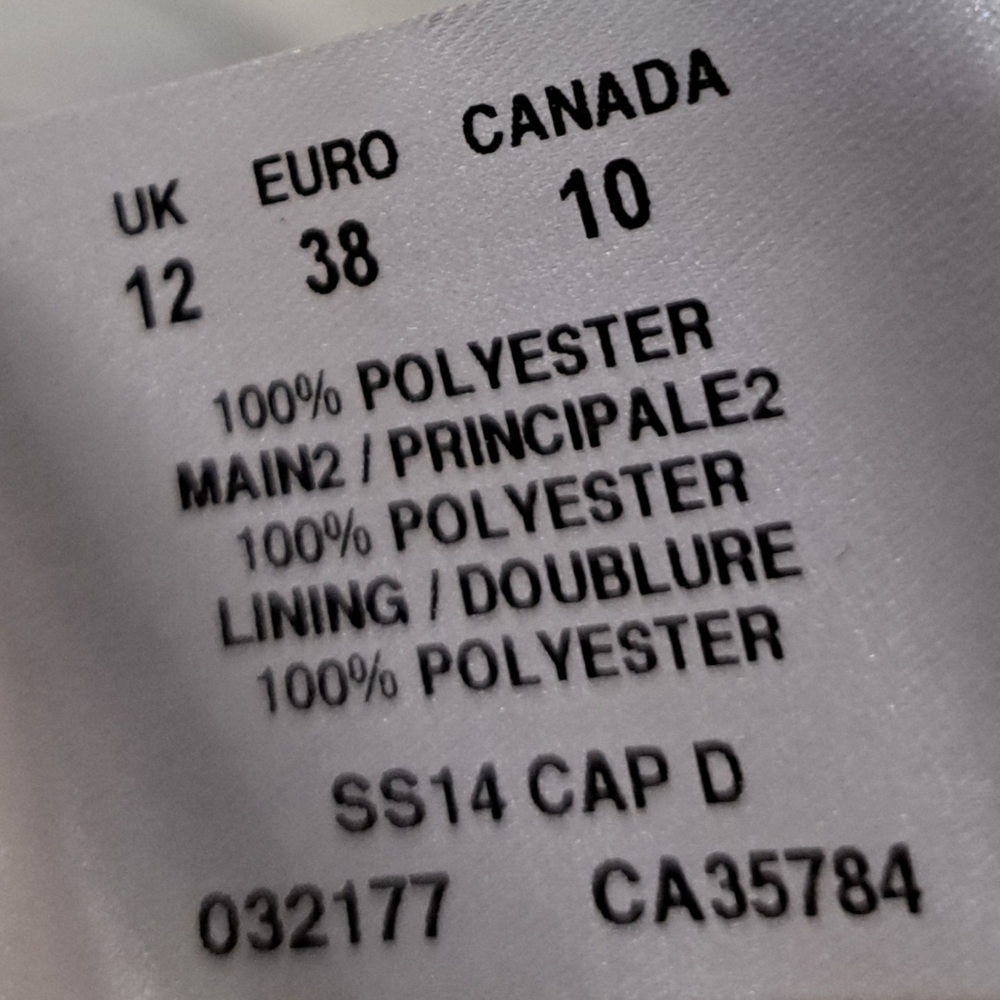 UK EURO CANADA
12 38 10
100% POLYESTER
MAIN2 / PRINCIPALE2
100% POLYESTER
LINING / DOUBLURE
100% POLYESTER
SS14 CAP D
032177 CA35784